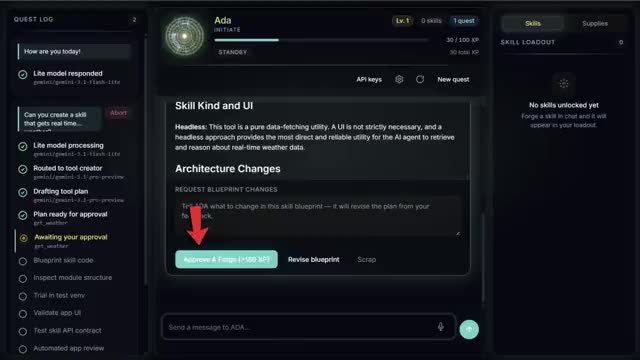 QUEST LOG
2
How are you today!
Lite model responded
gemini/gemini-3.1-flash-lite
Can you create a skill
that gets real time...
Abort
Lite model processing
gemini/gemini-3.1-flash-lite
Routed to tool creator
gemini/gemini-3.1-pro-preview
Drafting tool plan
gemini/gemini-3.1-pro-preview
Plan ready for approval
get_weather
Awaiting your approval
get_weather
Blueprint skill code
Inspect module structure
Trial in test venv
Validate app UI
Test skill API contract
Automated app review
Ada
INITIATE
Lv. 1
0 skills
1 quest
30 / 100 XP
STANDBY
30 total XP
API keys
New quest
Skill Kind and UI
Headless: This tool is a pure data-fetching utility. A UI is not strictly necessary, and a
headless approach provides the most direct and reliable utility for the AI agent to retrieve
and reason about real-time weather data.
Architecture Changes
REQUEST BLUEPRINT CHANGES
Tell ADA what to change in this skill blueprint — it will revise the plan from your
Approve & Forge (+180 XP)
Revise blueprint
Scrap
Send a message to ADA...
Skills
Supplies
SKILL LOADOUT
0
No skills unlocked yet
Forge a skill in chat and it will
appear in your loadout.